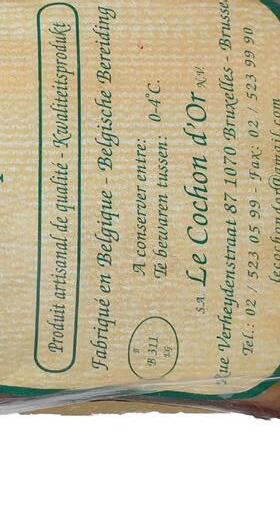 Produit artisanal de qualité - Kwaliteitsprodukt
Fabriqué en Belgique - Belgische Bereiding
A conserver entre:
Te bewaren tussen: 0-4°C.
B 311
S.A. Le Cochon d'Or N.V.
Rue Verheydenstraat 87 1070 Bruxelles - Brussel
Tel.: 02 / 523 05 99 - Fax: 02 / 523 99 90